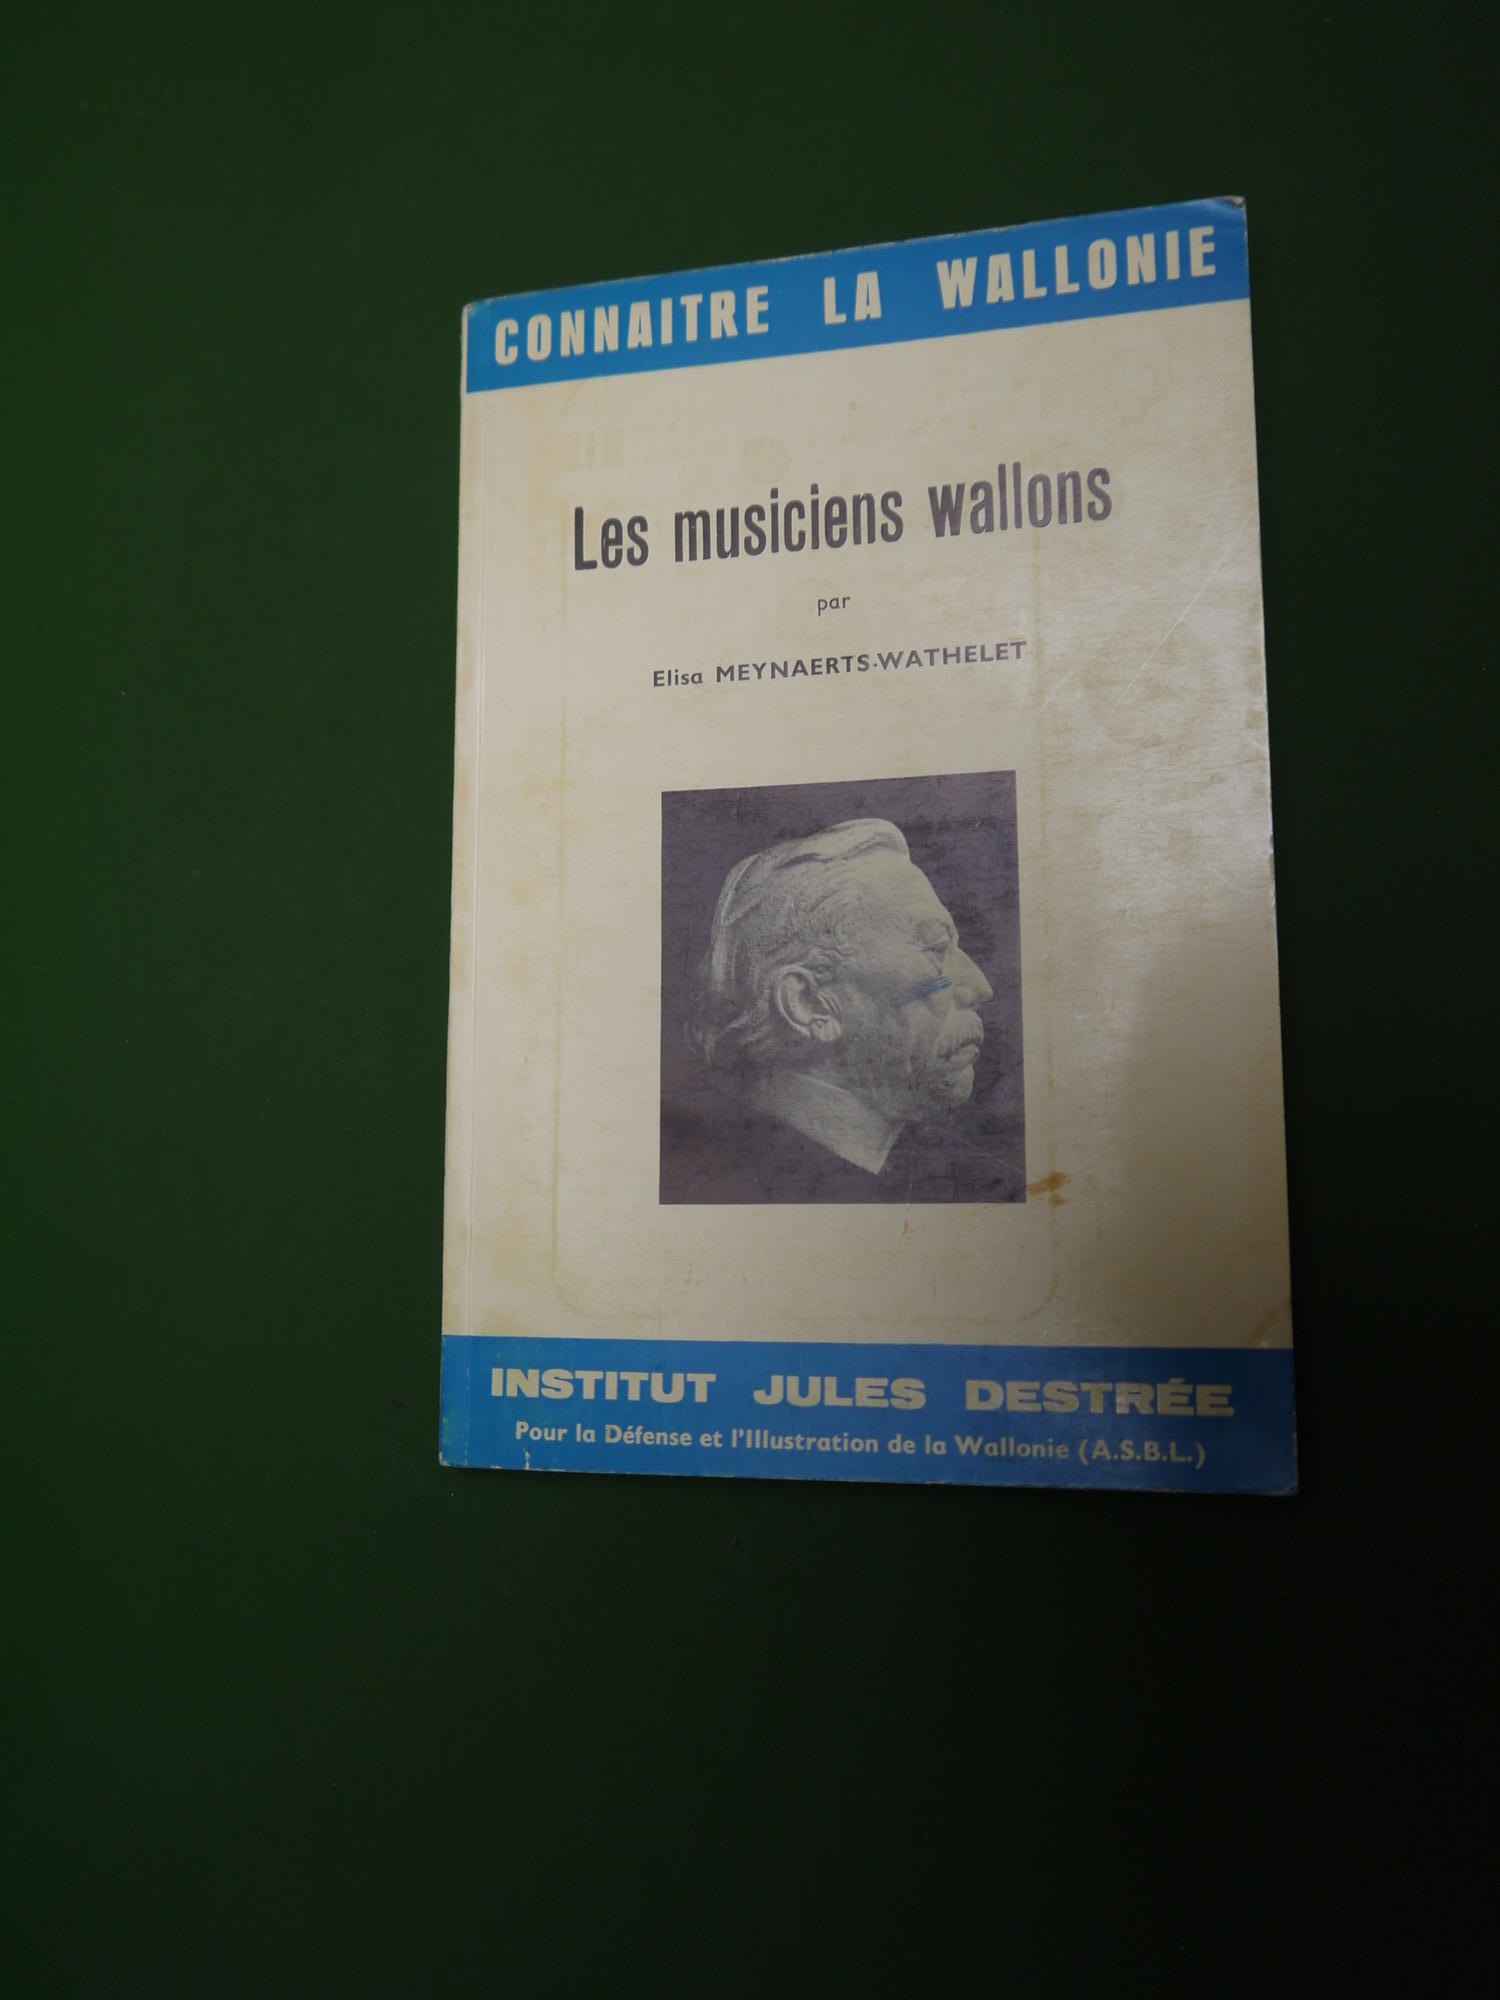 CONNAITRE LA WALLONIE
Les musiciens wallons
par
Elisa MEYNAERTS-WATHELET
INSTITUT JULES DESTRÉE
Pour la Défense et l'Illustration de la Wallonie (A.S.B.L.)